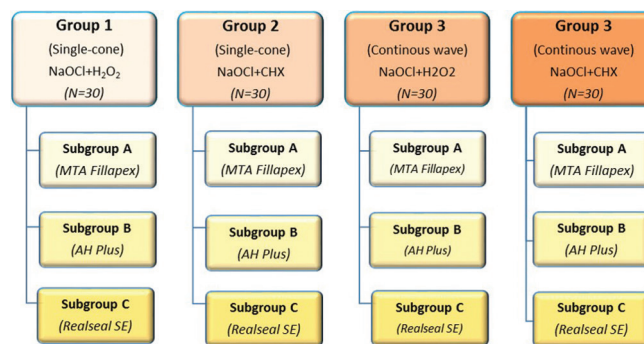 Group 1
(Single-cone)
NaOCl+H₂O₂
(N=30)
Subgroup A
(MTA Fillapex)
Subgroup B
(AH Plus)
Subgroup C
(Realseal SE)
Group 2
(Single-cone)
NaOCl+CHX
(N=30)
Subgroup A
(MTA Fillapex)
Subgroup B
(AH Plus)
Subgroup C
(Realseal SE)
Group 3
(Continous wave)
NaOCl+H2O2
(N=30)
Subgroup A
(MTA Fillapex)
Subgroup B
(AH Plus)
Subgroup C
(Realseal SE)
Group 3
(Continous wave)
NaOCl+CHX
(N=30)
Subgroup A
(MTA Fillapex)
Subgroup B
(AH Plus)
Subgroup C
(Realseal SE)